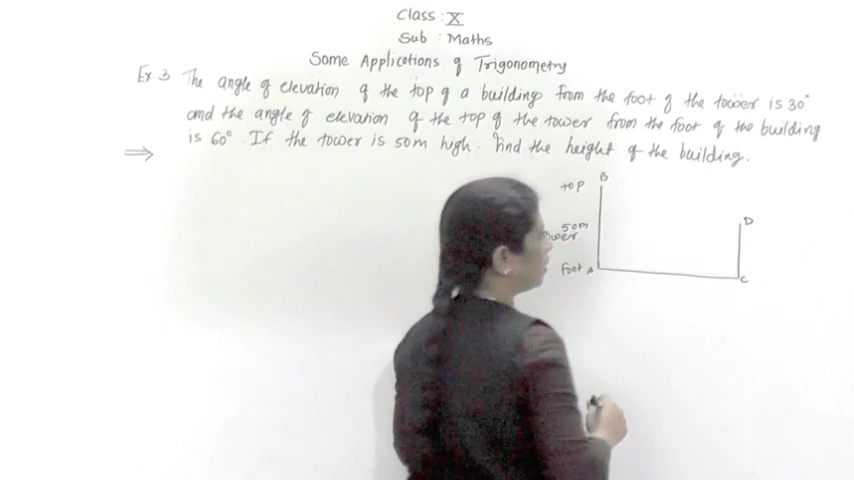 Class : X
Sub : Maths
Some Applications of Trigonometry
Ex 3 The angle of elevation of the top of a building from the foot of the tower is 30°
and the angle of elevation of the top of the tower from the foot of the building
is 60°. If the tower is 50m high. Find the height of the building.
⇒
B
top
D
50m
Foot A
C